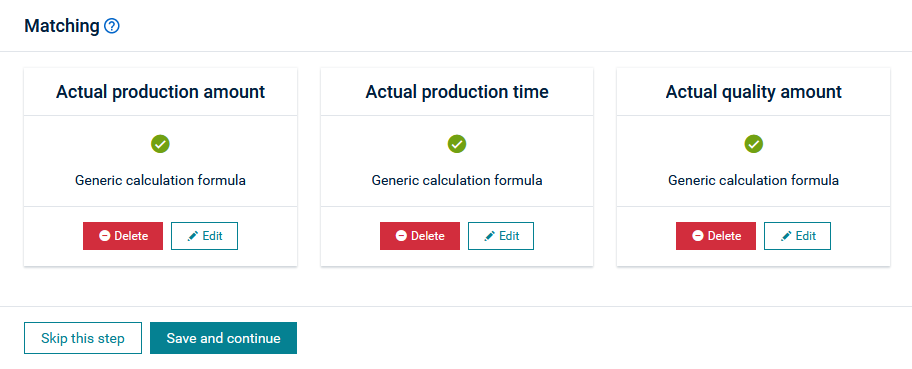 Matching
Actual production amount
Generic calculation formula
Delete
Edit
Actual production time
Generic calculation formula
Delete
Edit
Actual quality amount
Generic calculation formula
Delete
Edit
Skip this step
Save and continue